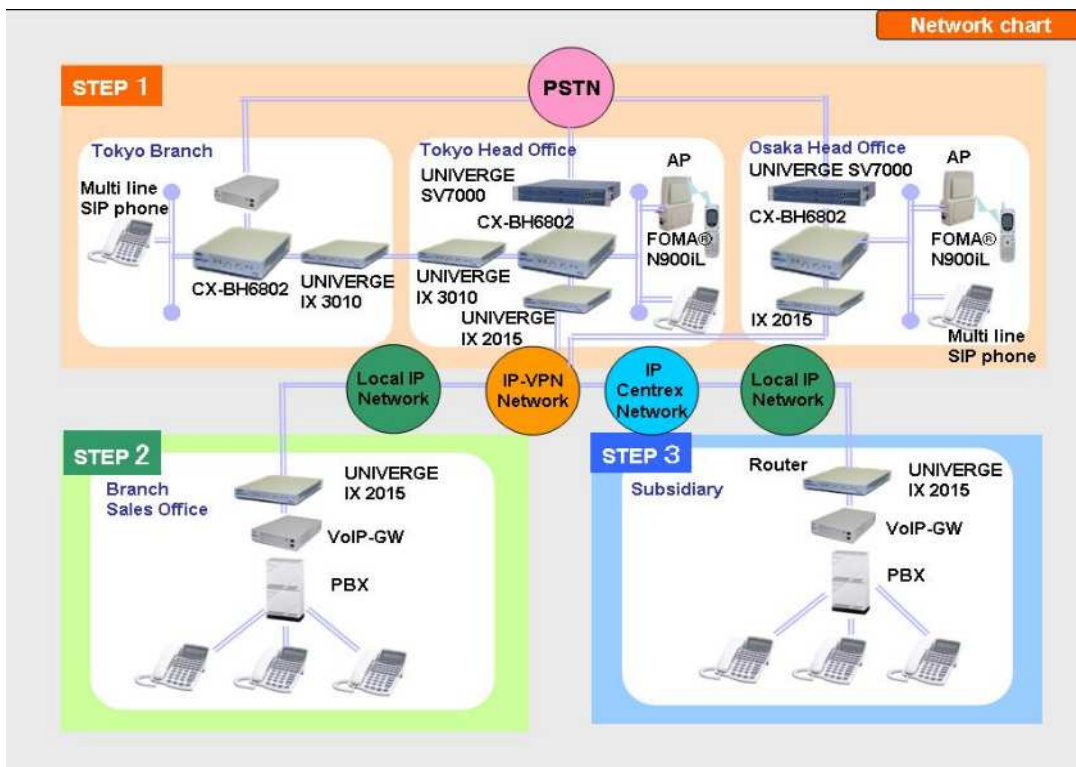 Network chart
STEP 1
PSTN
Tokyo Branch
Multi line
SIP phone
CX-BH6802
UNIVERGE
IX 3010
Tokyo Head Office
UNIVERGE
SV7000
CX-BH6802
UNIVERGE
IX 3010
UNIVERGE
IX 2015
AP
FOMA®
N900iL
Osaka Head Office
UNIVERGE SV7000
CX-BH6802
IX 2015
AP
FOMA®
N900iL
Multi line
SIP phone
Local IP
Network
IP-VPN
Network
IP
Centrex
Network
Local IP
Network
STEP 2
Branch
Sales Office
UNIVERGE
IX 2015
VoIP-GW
PBX
STEP 3
Subsidiary
Router
UNIVERGE
IX 2015
VoIP-GW
PBX